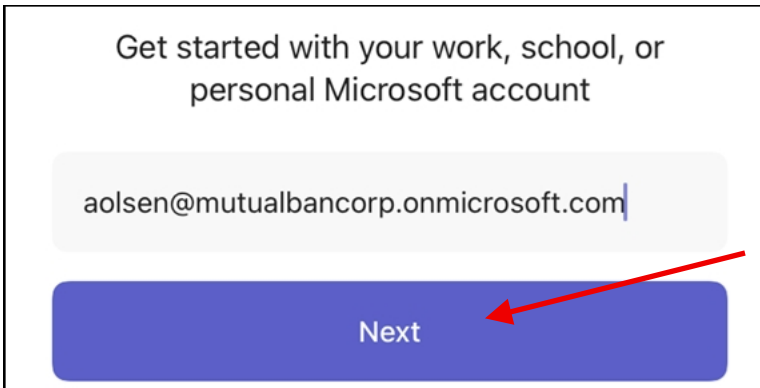 Get started with your work, school, or
personal Microsoft account
aolsen@mutualbancorp.onmicrosoft.com
Next